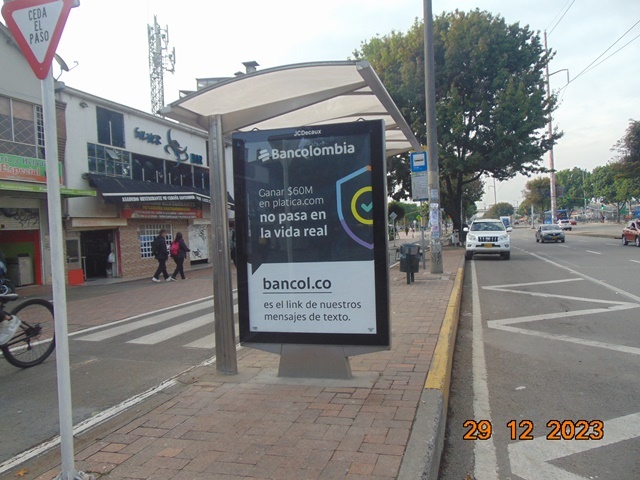 CEDA
EL
PASO
JCDecaux
Bancolombia
Ganar $60M
en platica.com
no pasa en
la vida real
bancol.co
es el link de nuestros
mensajes de texto.
29 12 2023